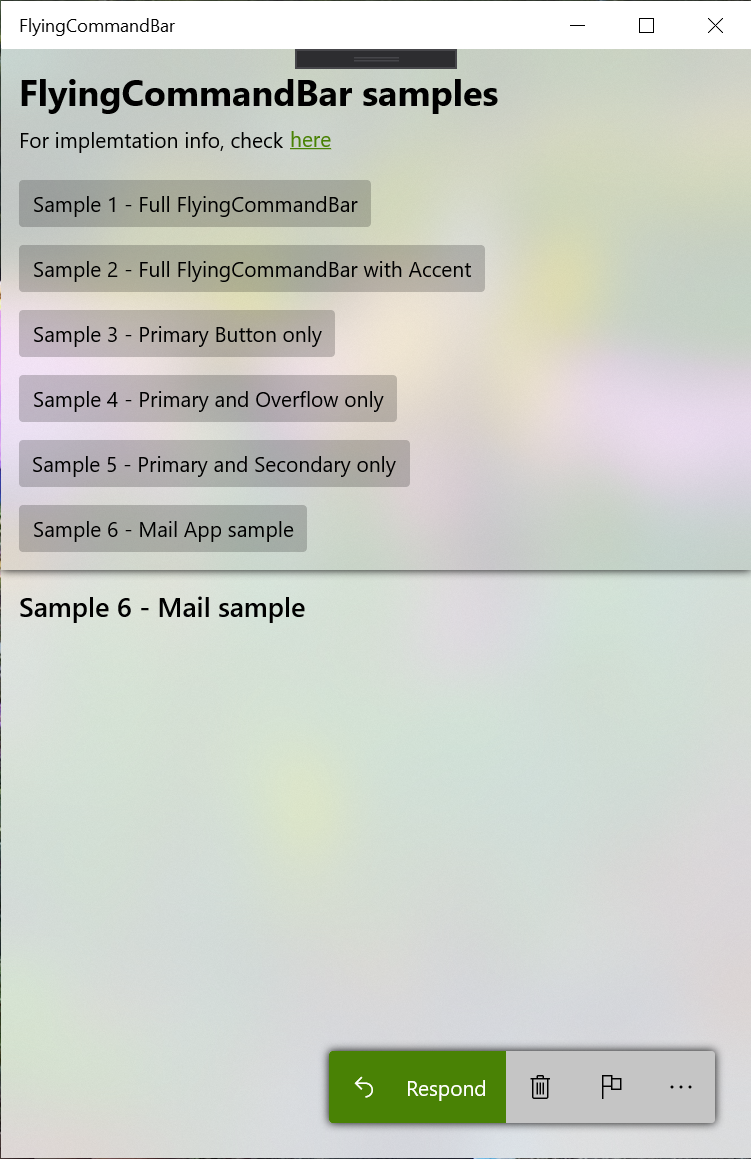 FlyingCommandBar
FlyingCommandBar samples
For implemtation info, check here
Sample 1 - Full FlyingCommandBar
Sample 2 - Full FlyingCommandBar with Accent
Sample 3 - Primary Button only
Sample 4 - Primary and Overflow only
Sample 5 - Primary and Secondary only
Sample 6 - Mail App sample
Sample 6 - Mail sample
Respond